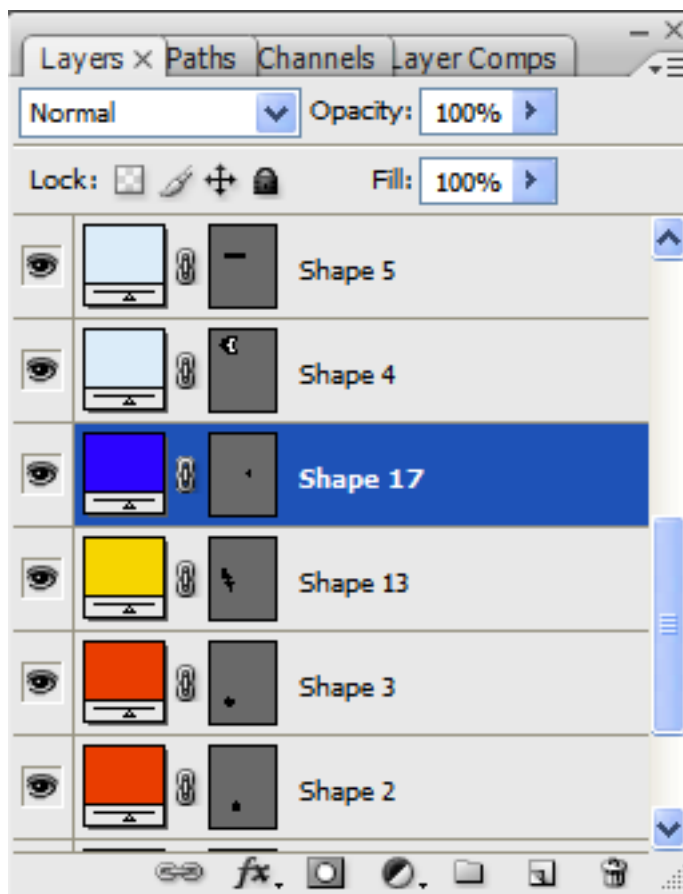 Layers Paths Channels Layer Comps
Normal Opacity: 100%
Lock: Fill: 100%
Shape 5
Shape 4
Shape 17
Shape 13
Shape 3
Shape 2
fx.